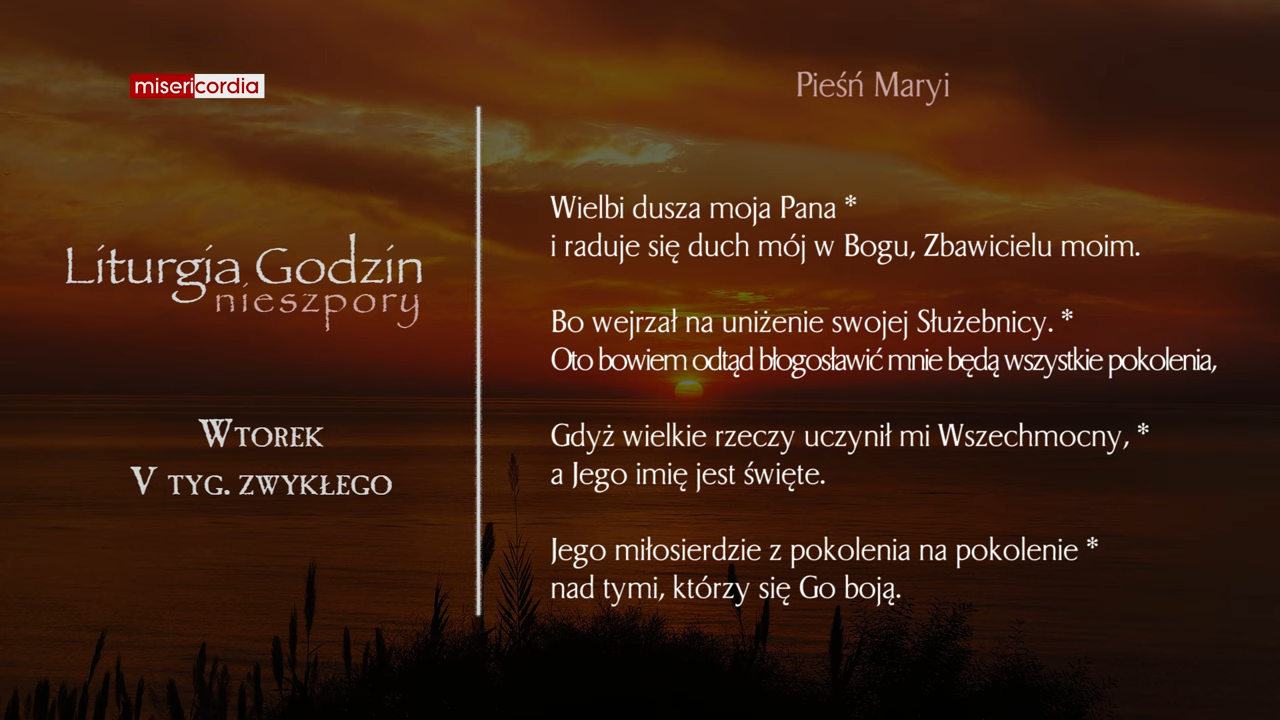 misericordia
Liturgia Godzin
nieszpory
Wtorek
V tyg. zwykłego
Pieśń Maryi
Wielbi dusza moja Pana *
i raduje się duch mój w Bogu, Zbawicielu moim.
Bo wejrzał na uniżenie swojej Służebnicy. *
Oto bowiem odtąd błogosławić mnie będą wszystkie pokolenia,
Gdyż wielkie rzeczy uczynił mi Wszechmocny, *
a Jego imię jest święte.
Jego miłosierdzie z pokolenia na pokolenie *
nad tymi, którzy się Go boją.